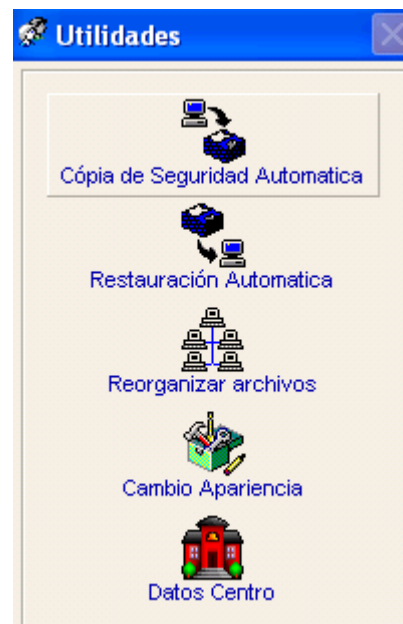 Utilidades
Cópia de Seguridad Automatica
Restauración Automatica
Reorganizar archivos
Cambio Apariencia
Datos Centro